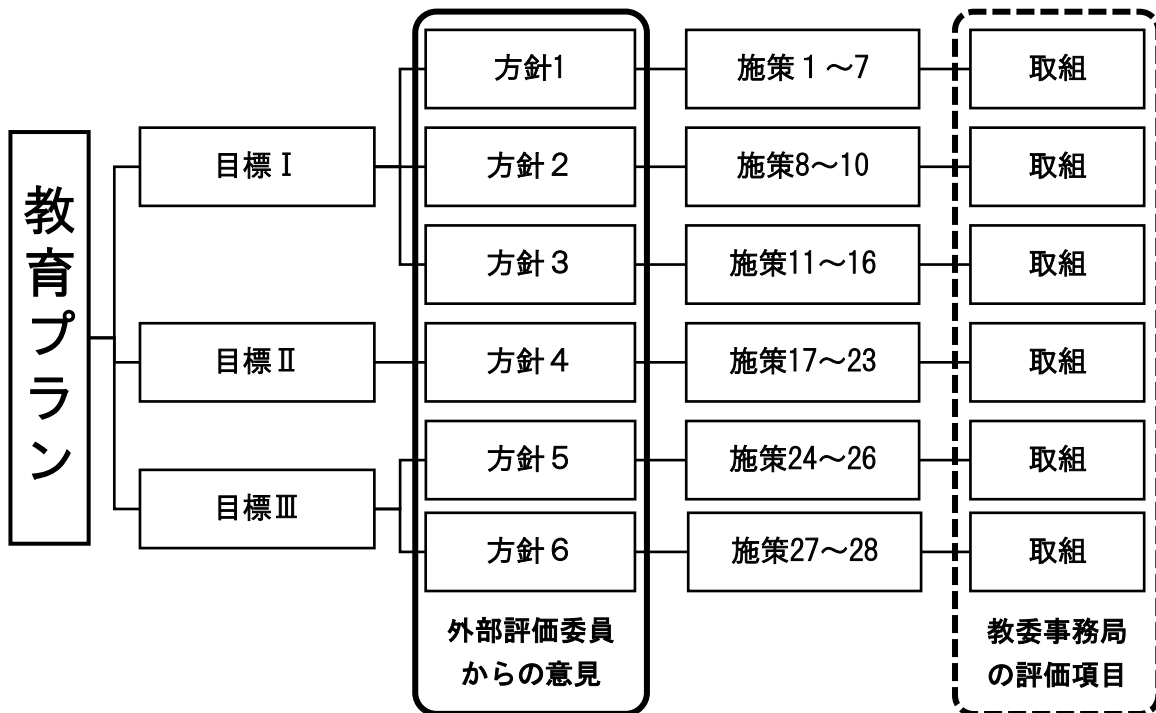 教育プラン
目標Ⅰ
目標Ⅱ
目標Ⅲ
方針1
方針２
方針３
方針４
方針５
方針６
外部評価委員
からの意見
施策１～7
施策8～10
施策11～16
施策17～23
施策24～26
施策27～28
取組
取組
取組
取組
取組
取組
教委事務局
の評価項目